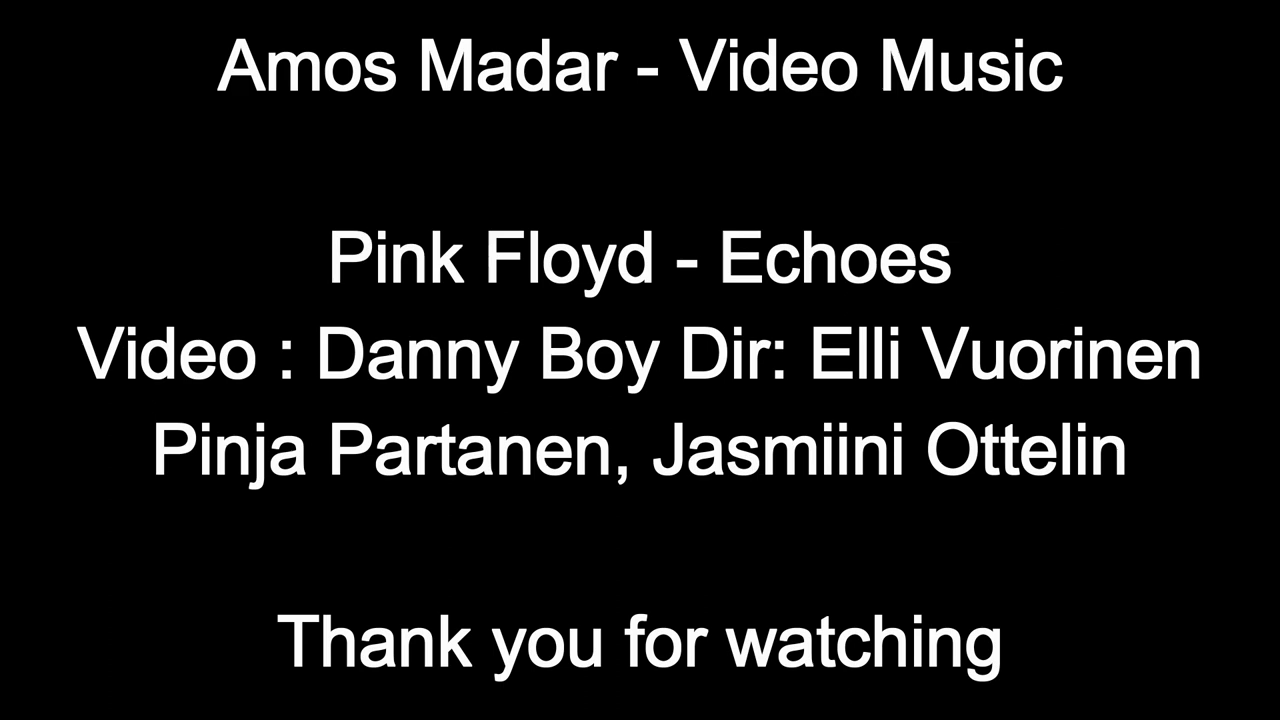 Amos Madar - Video Music
Pink Floyd - Echoes
Video : Danny Boy Dir: Elli Vuorinen
Pinja Partanen, Jasmiini Ottelin
Thank you for watching